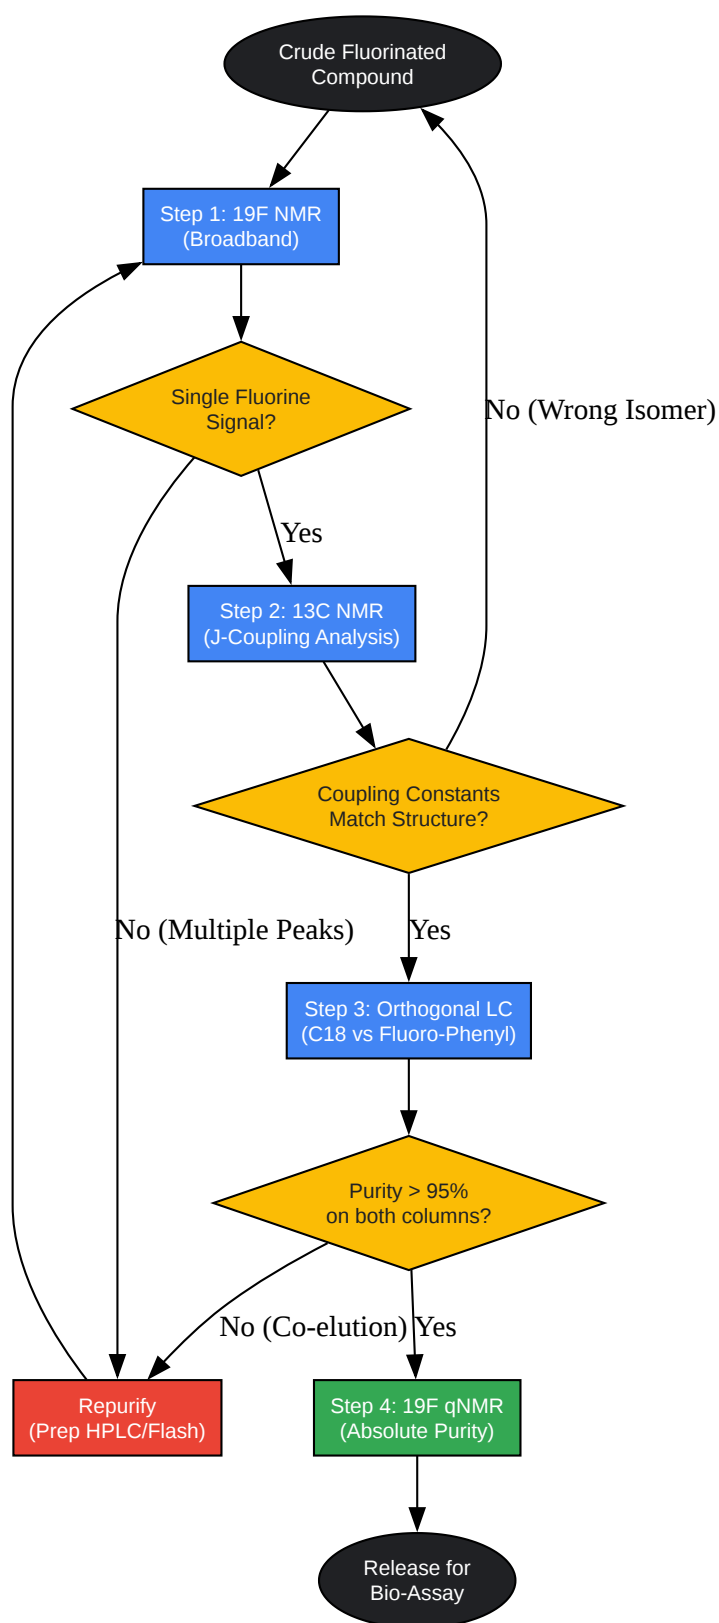 Crude Fluorinated
Compound
Step 1: 19F NMR
(Broadband)
Single Fluorine
Signal?
No (Wrong Isomer)
Yes
Step 2: 13C NMR
(J-Coupling Analysis)
Coupling Constants
Match Structure?
No (Multiple Peaks)
Yes
Step 3: Orthogonal LC
(C18 vs Fluoro-Phenyl)
Purity > 95%
on both columns?
No (Co-elution)
Yes
Repurify
(Prep HPLC/Flash)
Step 4: 19F qNMR
(Absolute Purity)
Release for
Bio-Assay